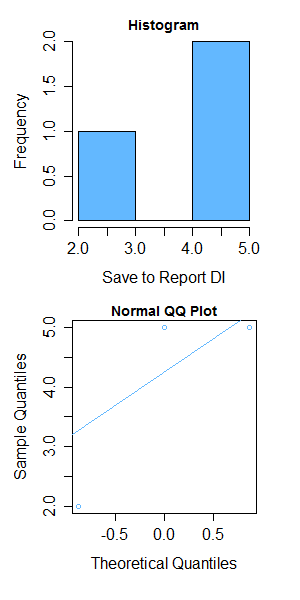 Histogram
2.0
1.5
1.0
0.5
0.0
Frequency
2.0 3.0 4.0 5.0
Save to Report DI
Normal QQ Plot
5.0
4.0
3.0
2.0
Sample Quantiles
-0.5 0.0 0.5
Theoretical Quantiles